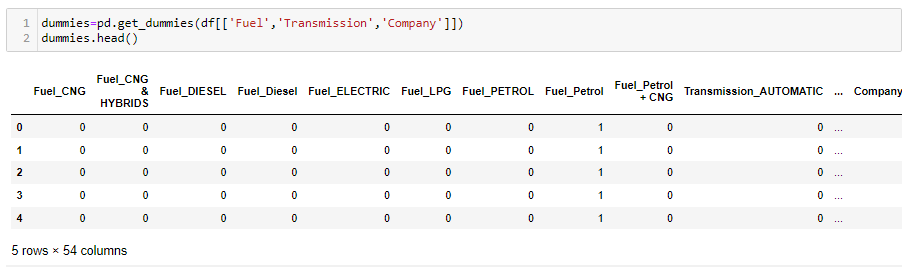 1 dummies=pd.get_dummies(df[['Fuel','Transmission','Company']])
2 dummies.head()
Fuel_CNG Fuel_CNG & HYBRIDS Fuel_DIESEL Fuel_Diesel Fuel_ELECTRIC Fuel_LPG Fuel_PETROL Fuel_Petrol Fuel_Petrol + CNG Transmission_AUTOMATIC ... Company
0 0 0 0 0 0 0 0 1 0 0 ...
1 0 0 0 0 0 0 0 1 0 0 ...
2 0 0 0 0 0 0 0 1 0 0 ...
3 0 0 0 0 0 0 0 1 0 0 ...
4 0 0 0 0 0 0 0 1 0 0 ...
5 rows × 54 columns